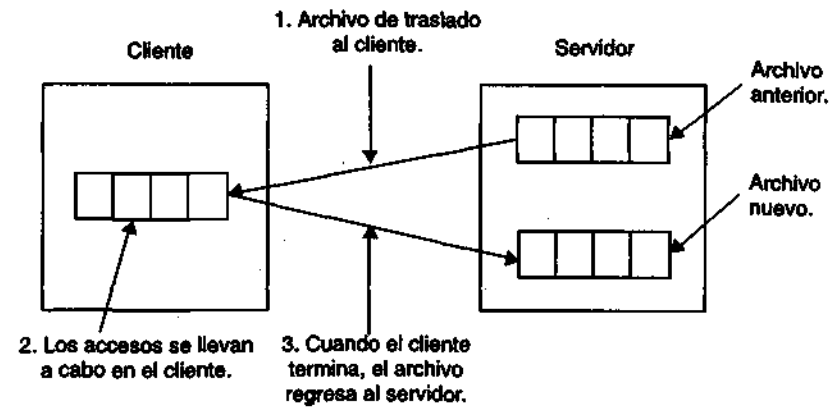 1. Archivo de traslado
al cliente.
Cliente
Servidor
Archivo
anterior.
Archivo
nuevo.
2. Los accesos se llevan
a cabo en el cliente.
3. Cuando el cliente
termina, el archivo
regresa al servidor.